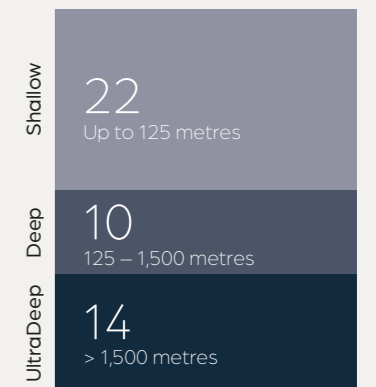 Shallow
22
Up to 125 metres
Deep
10
125 – 1,500 metres
UltraDeep
14
> 1,500 metres